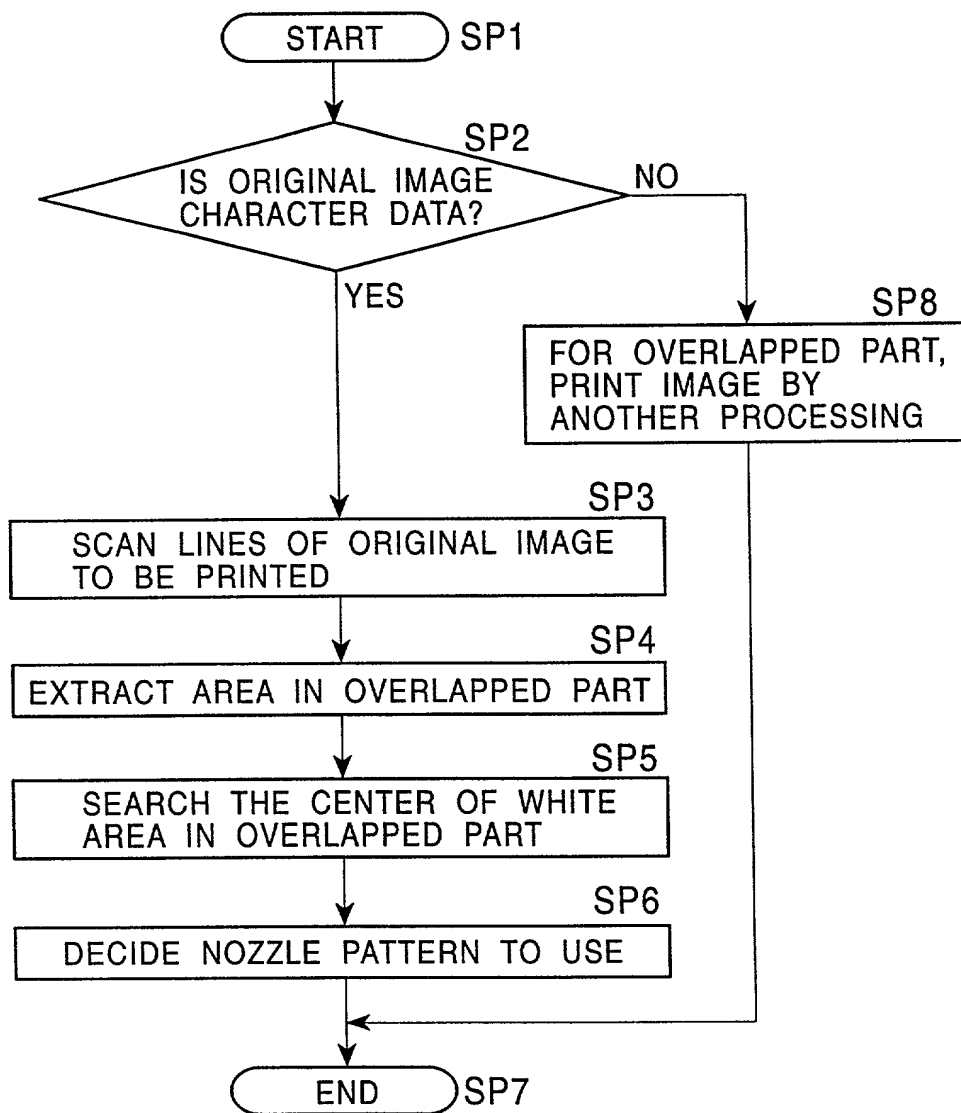 START SP1
SP2
IS ORIGINAL IMAGE
CHARACTER DATA?
NO
YES
SP8
FOR OVERLAPPED PART,
PRINT IMAGE BY
ANOTHER PROCESSING
SP3
SCAN LINES OF ORIGINAL IMAGE
TO BE PRINTED
SP4
EXTRACT AREA IN OVERLAPPED PART
SP5
SEARCH THE CENTER OF WHITE
AREA IN OVERLAPPED PART
SP6
DECIDE NOZZLE PATTERN TO USE
END SP7